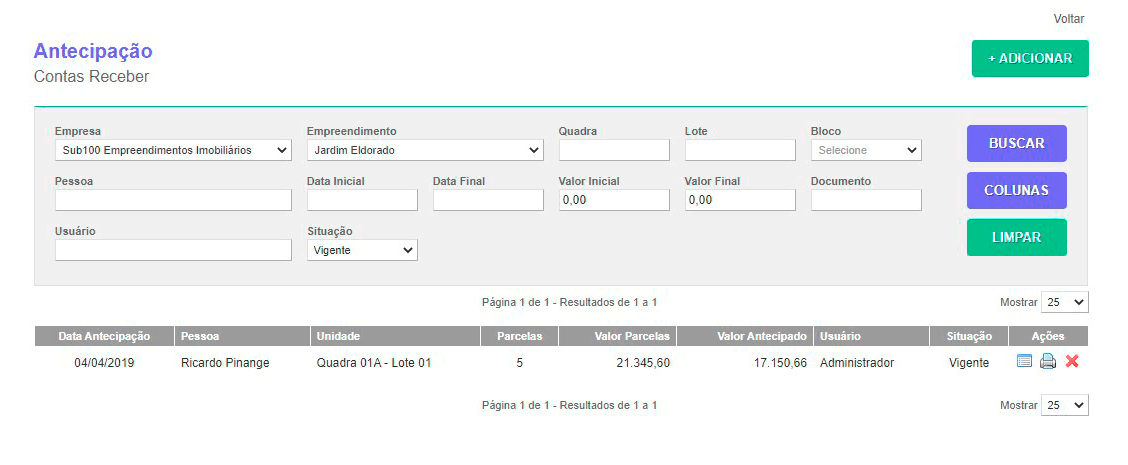 Voltar
Antecipação
+ ADICIONAR
Contas Receber
Empresa Empreendimento Quadra Lote Bloco
Sub100 Empreendimentos Imobiliários Jardim Eldorado Selecione
BUSCAR
Pessoa Data Inicial Data Final Valor Inicial Valor Final Documento
0,00 0,00
COLUNAS
Usuário Situação
Vigente
LIMPAR
Página 1 de 1 - Resultados de 1 a 1 Mostrar 25
Data Antecipação Pessoa Unidade Parcelas Valor Parcelas Valor Antecipado Usuário Situação Ações
04/04/2019 Ricardo Pinange Quadra 01A - Lote 01 5 21.345,60 17.150,66 Administrador Vigente
Página 1 de 1 - Resultados de 1 a 1 Mostrar 25